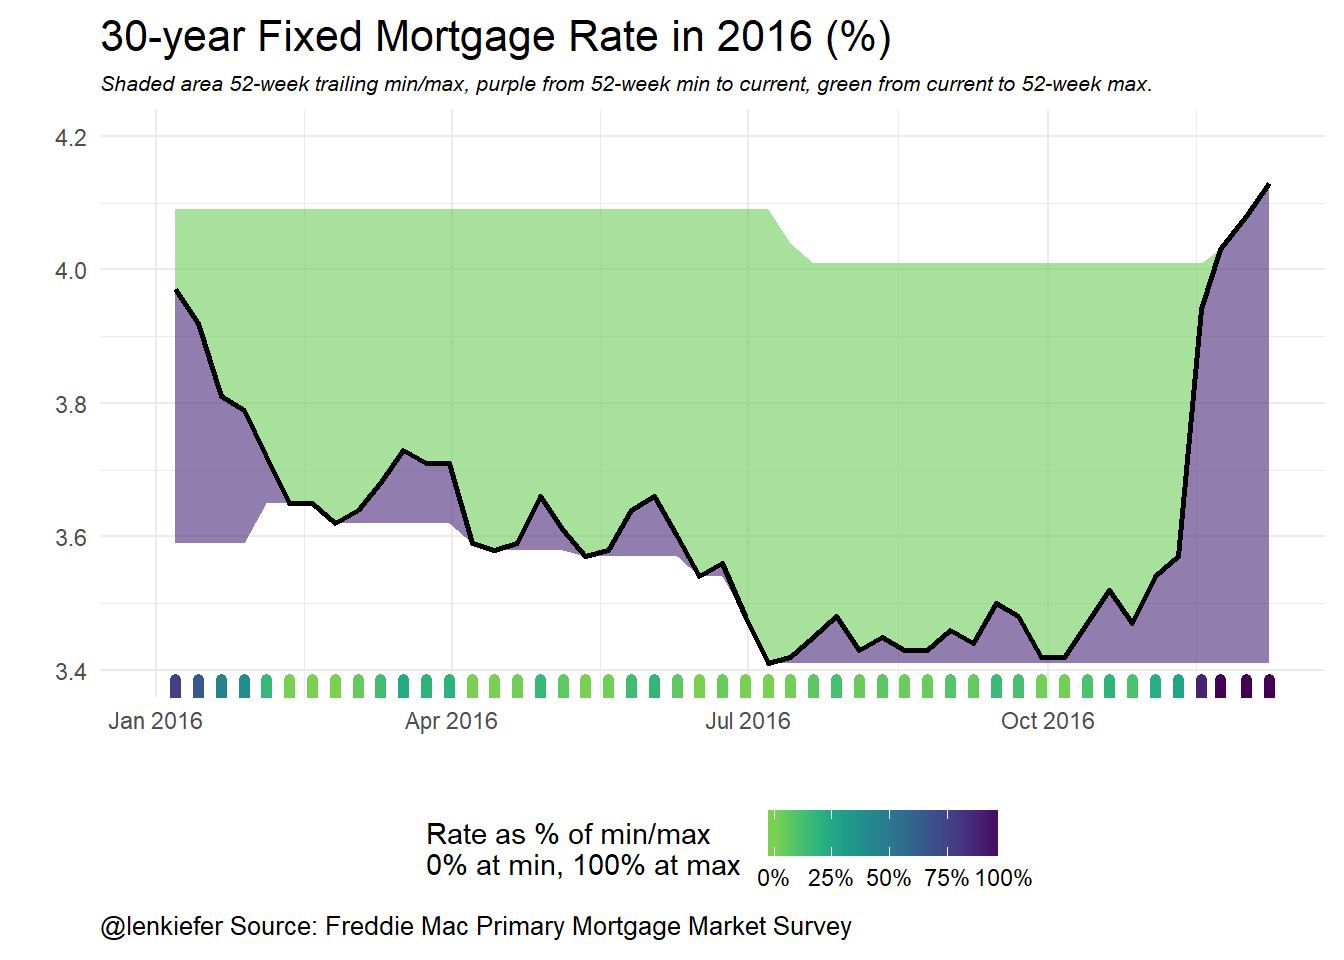 30-year Fixed Mortgage Rate in 2016 (%)
Shaded area 52-week trailing min/max, purple from 52-week min to current, green from current to 52-week max.
4.2
4.0
3.8
3.6
3.4
Jan 2016 Apr 2016 Jul 2016 Oct 2016
Rate as % of min/max
0% at min, 100% at max
0% 25% 50% 75% 100%
@lenkiefer Source: Freddie Mac Primary Mortgage Market Survey